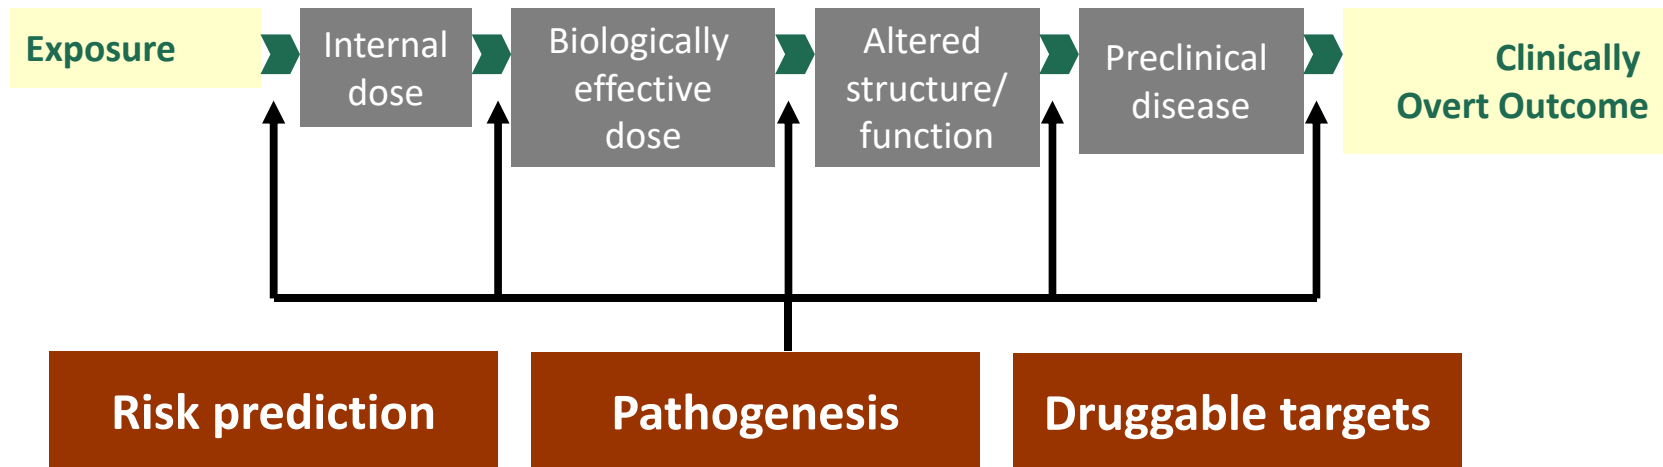 Exposure
Internal
dose
Biologically
effective
dose
Altered
structure/
function
Preclinical
disease
Clinically
Overt Outcome
Risk prediction
Pathogenesis
Druggable targets